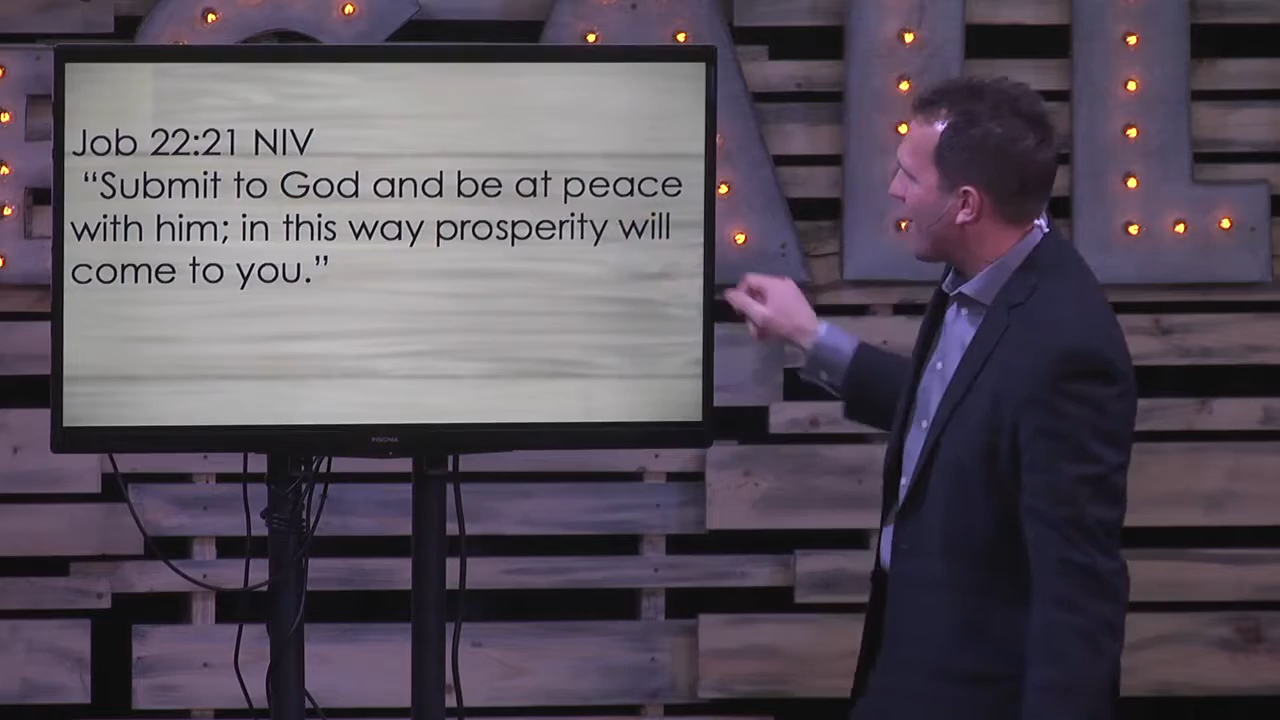 Job 22:21 NIV
“Submit to God and be at peace
with him; in this way prosperity will
come to you.”
INSIGNIA